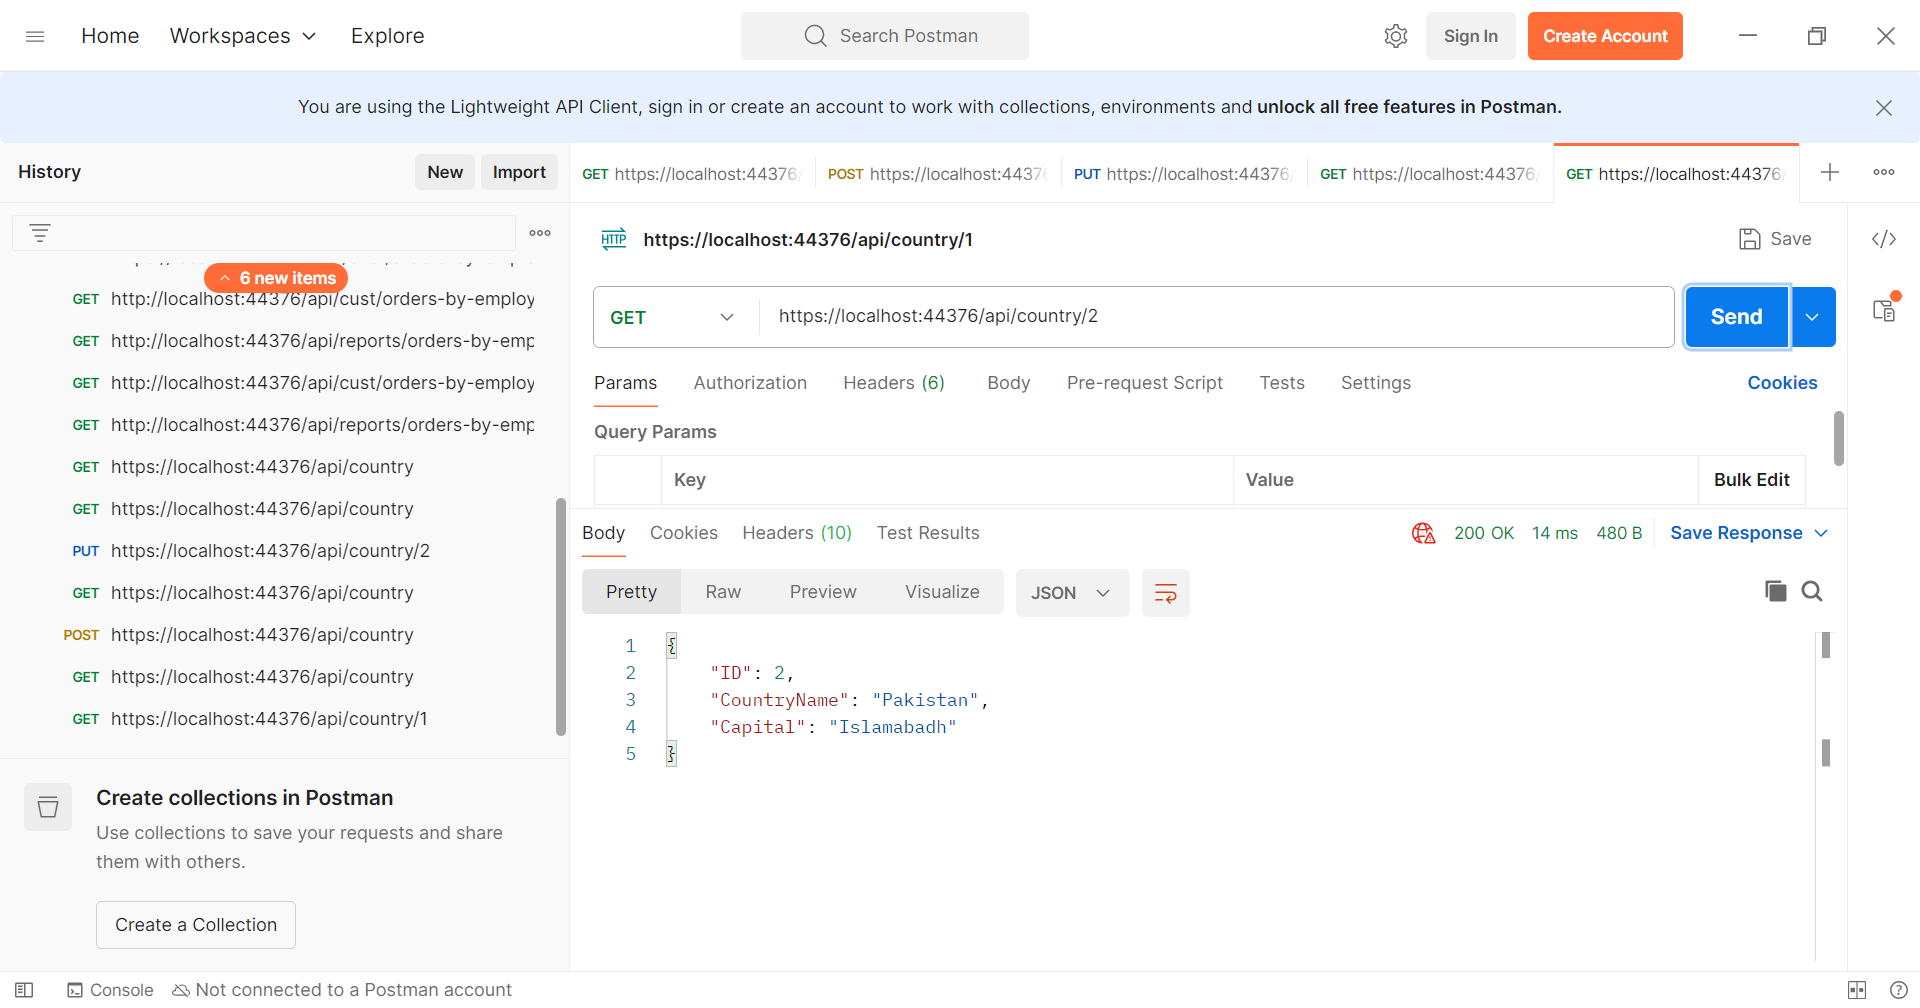 Home Workspaces Explore Search Postman Sign In Create Account
You are using the Lightweight API Client, sign in or create an account to work with collections, environments and unlock all free features in Postman.
History New Import
GET https://localhost:44376/ POST https://localhost:4437 PUT https://localhost:44376/ GET https://localhost:44376/ GET https://localhost:44376/
6 new items
GET http://localhost:44376/api/cust/orders-by-employ
GET http://localhost:44376/api/reports/orders-by-emp
GET http://localhost:44376/api/cust/orders-by-employ
GET http://localhost:44376/api/reports/orders-by-emp
GET https://localhost:44376/api/country
GET https://localhost:44376/api/country
PUT https://localhost:44376/api/country/2
GET https://localhost:44376/api/country
POST https://localhost:44376/api/country
GET https://localhost:44376/api/country
GET https://localhost:44376/api/country/1
Create collections in Postman
Use collections to save your requests and share
them with others.
Create a Collection
HTTP https://localhost:44376/api/country/1 Save
GET https://localhost:44376/api/country/2 Send
Params Authorization Headers (6) Body Pre-request Script Tests Settings Cookies
Query Params
Key Value Bulk Edit
Body Cookies Headers (10) Test Results 200 OK 14 ms 480 B Save Response
Pretty Raw Preview Visualize JSON
1 {
2 "ID": 2,
3 "CountryName": "Pakistan",
4 "Capital": "Islamabadh"
5 }
Console Not connected to a Postman account